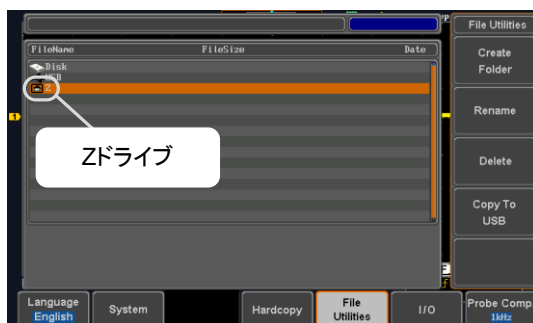 File Utilities
FileName FileSize Date
Disk
USB
Z
Zドライブ
Create
Folder
Rename
Delete
Copy To
USB
Language
English
System
Hardcopy
File
Utilities
I/O
Probe Comp.
1kHz